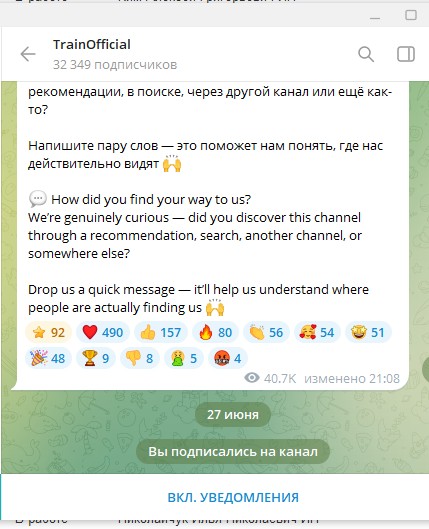 TrainOfficial
32 349 подписчиков
рекомендации, в поиске, через другой канал или ещё как-
то?
Напишите пару слов — это поможет нам понять, где нас
действительно видят 🙌
💬 How did you find your way to us?
We’re genuinely curious — did you discover this channel
through a recommendation, search, another channel, or
somewhere else?
Drop us a quick message — it’ll help us understand where
people are actually finding us 🙌
⭐ 92 ❤️ 490 👍 157 🔥 80 👏 56 🥰 54 🤩 51
🎉 48 🏆 9 👎 8 🤮 5 🤬 4
40.7K изменено 21:08
27 июня
Вы подписались на канал
ВКЛ. УВЕДОМЛЕНИЯ